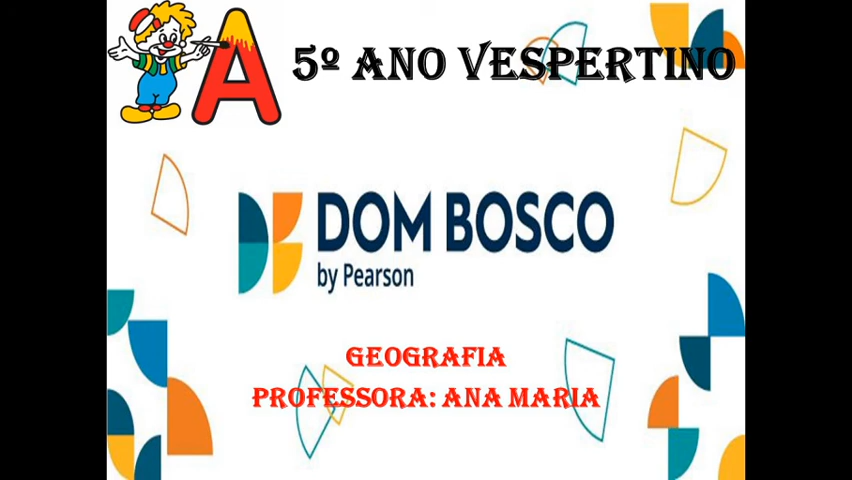 A 5º ANO VESPERTINO
DOM BOSCO
by Pearson
GEOGRAFIA
PROFESSORA: ANA MARIA